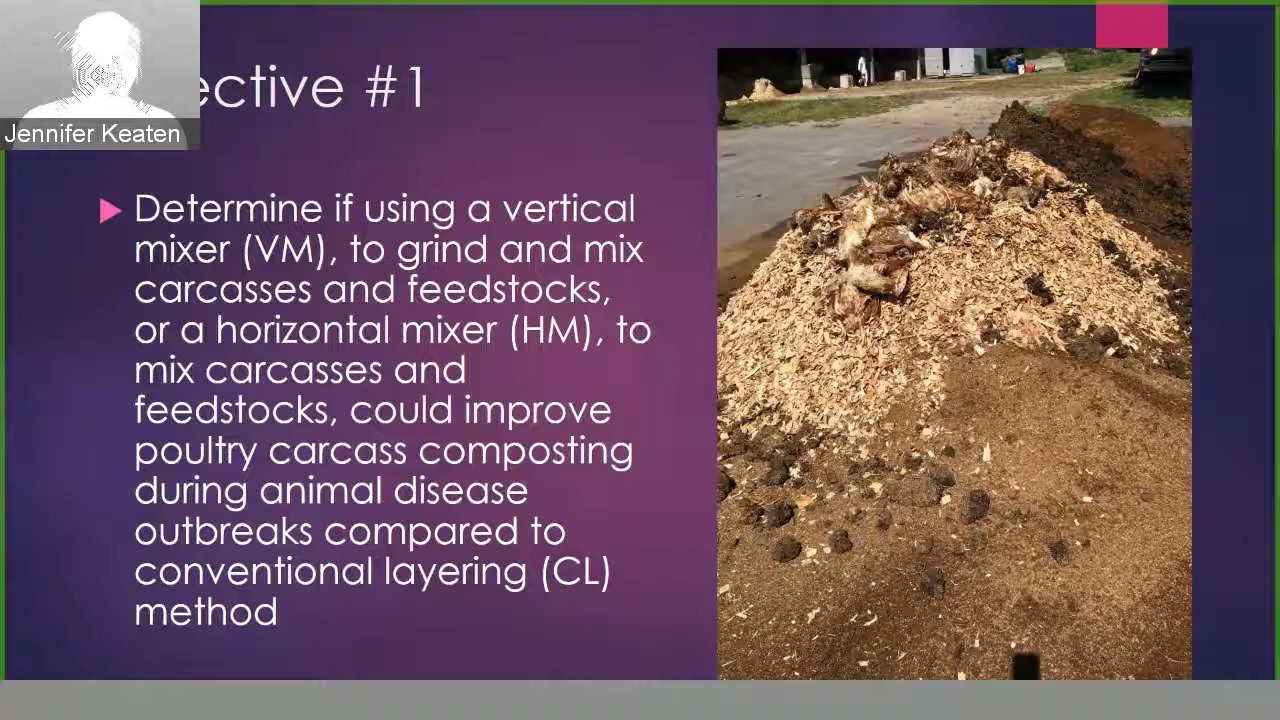 ective #1
Jennifer Keaten
Determine if using a vertical
mixer (VM), to grind and mix
carcasses and feedstocks,
or a horizontal mixer (HM), to
mix carcasses and
feedstocks, could improve
poultry carcass composting
during animal disease
outbreaks compared to
conventional layering (CL)
method